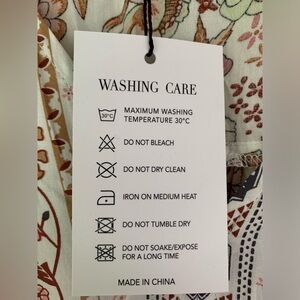 WASHING CARE
30°C
MAXIMUM WASHING
TEMPERATURE 30°C
DO NOT BLEACH
DO NOT DRY CLEAN
IRON ON MEDIUM HEAT
DO NOT TUMBLE DRY
DO NOT SOAKE/EXPOSE
FOR A LONG TIME
MADE IN CHINA